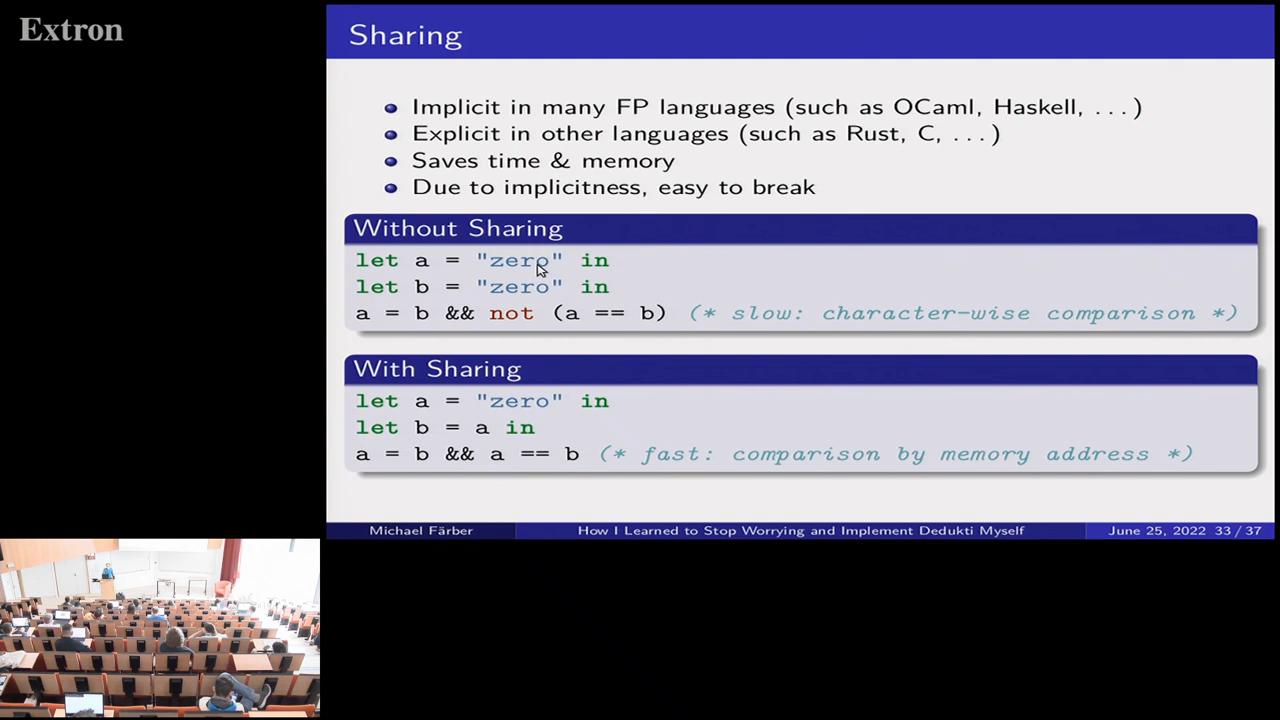 Extron
Sharing
Implicit in many FP languages (such as OCaml, Haskell, ...)
Explicit in other languages (such as Rust, C, ...)
Saves time & memory
Due to implicitness, easy to break
Without Sharing
let a = "zero" in
let b = "zero" in
a = b && not (a == b) (* slow: character-wise comparison *)
With Sharing
let a = "zero" in
let b = a in
a = b && a == b (* fast: comparison by memory address *)
Michael Färber How I Learned to Stop Worrying and Implement Dedukti Myself June 25, 2022 33 / 37